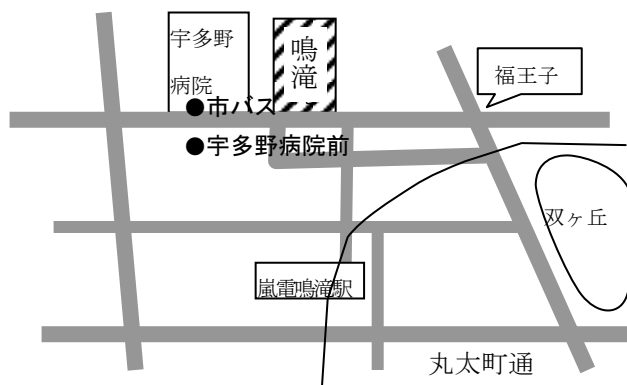 宇多野
病院
鳴
滝
福王子
●市バス
●宇多野病院前
双ヶ丘
嵐電鳴滝駅
丸太町通